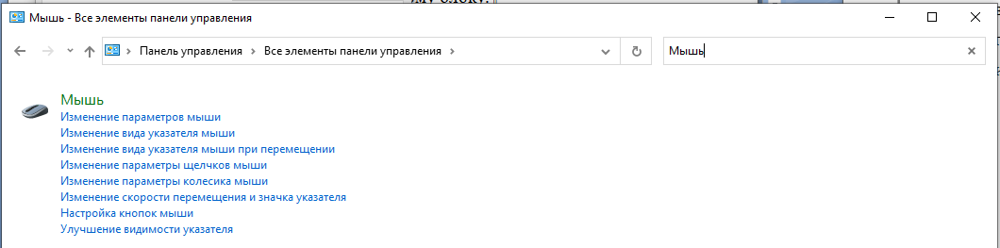 Мышь - Все элементы панели управления
Панель управления Все элементы панели управления
Мышь
Мышь
Изменение параметров мыши
Изменение вида указателя мыши
Изменение вида указателя мыши при перемещении
Изменение параметры щелчков мыши
Изменение параметры колесика мыши
Изменение скорости перемещения и значка указателя
Настройка кнопок мыши
Улучшение видимости указателя